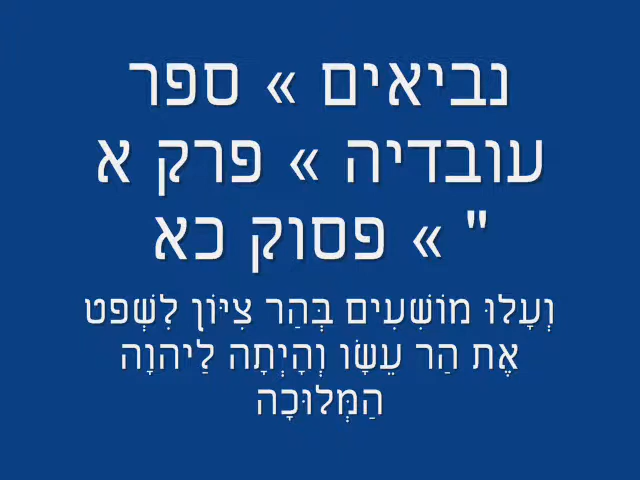 נביאים » ספר
עובדיה » פרק א
" » פסוק כא
וְעָלוּ מוֹשִׁעִים בְּהַר צִיּוֹן לִשְׁפֹּט
אֶת הַר עֵשָׂו וְהָיְתָה לַיהוָה
הַמְּלוּכָה